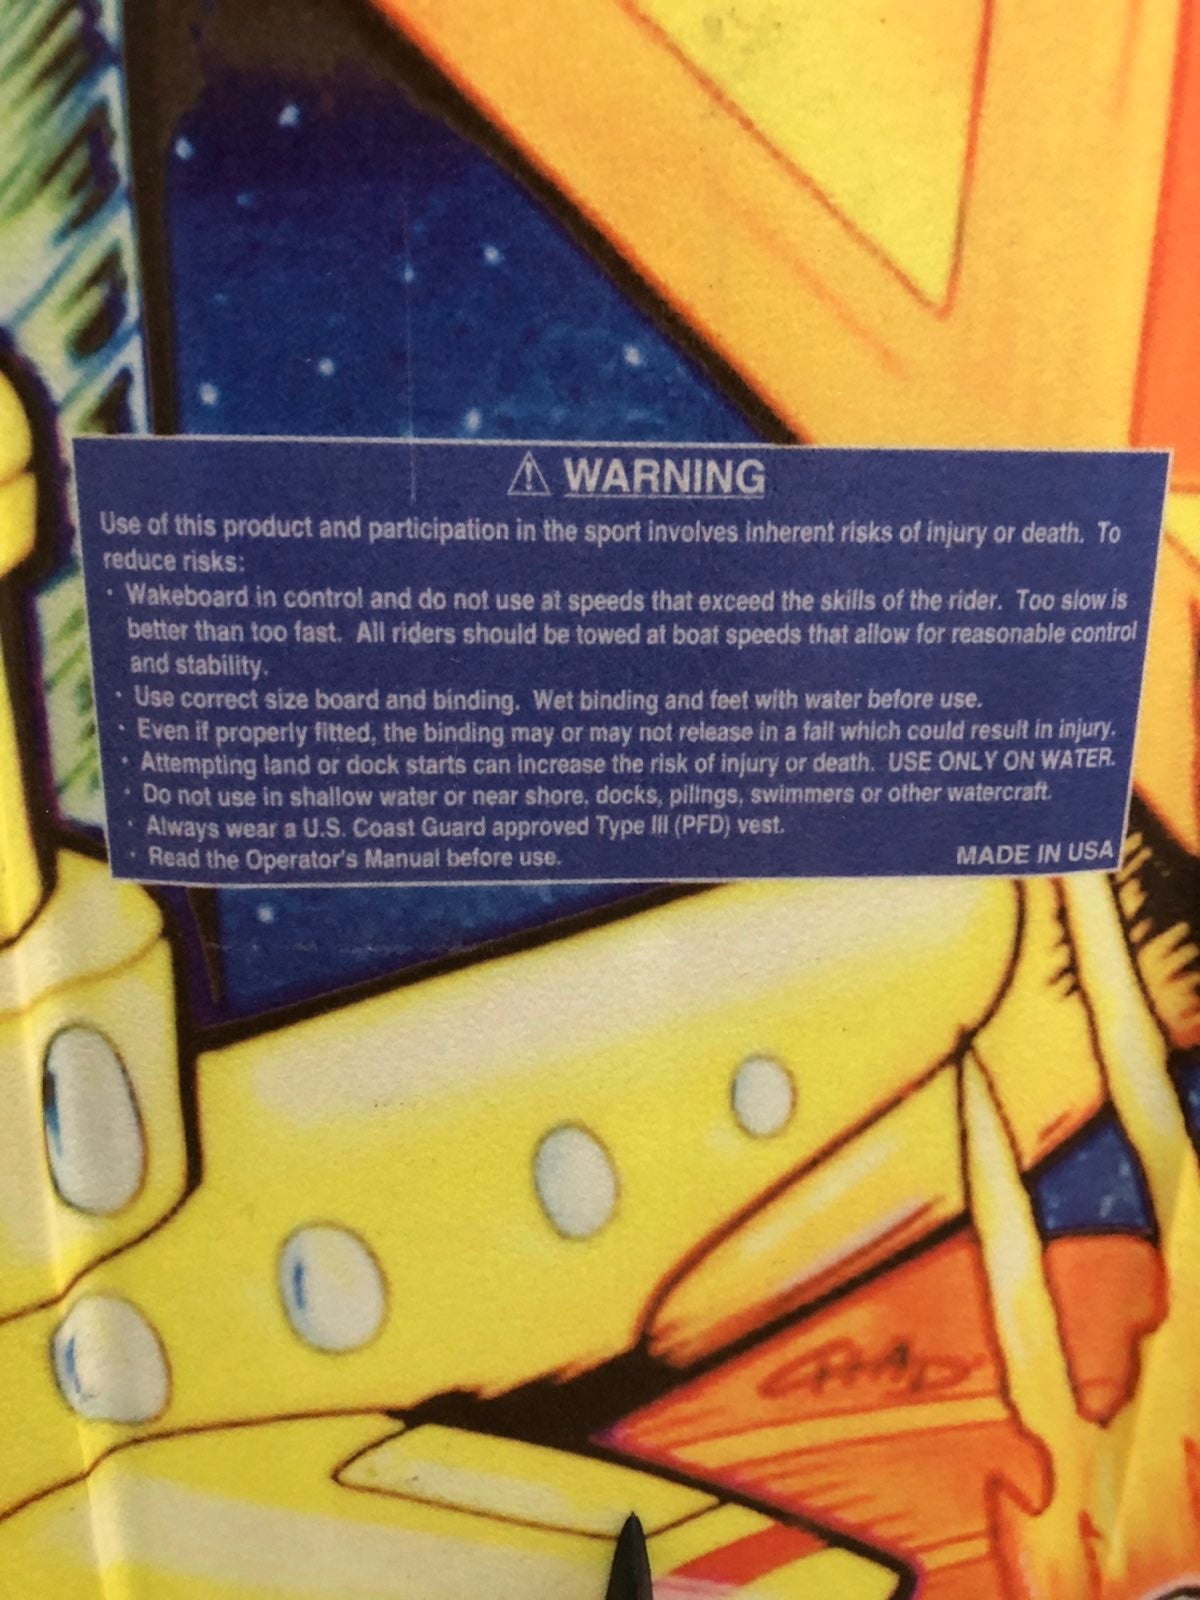 ⚠ WARNING
Use of this product and participation in the sport involves inherent risks of injury or death. To
reduce risks:
· Wakeboard in control and do not use at speeds that exceed the skills of the rider. Too slow is
better than too fast. All riders should be towed at boat speeds that allow for reasonable control
and stability.
· Use correct size board and binding. Wet binding and feet with water before use.
· Even if properly fitted, the binding may or may not release in a fall which could result in injury.
· Attempting land or dock starts can increase the risk of injury or death. USE ONLY ON WATER.
· Do not use in shallow water or near shore, docks, pilings, swimmers or other watercraft.
· Always wear a U.S. Coast Guard approved Type III (PFD) vest.
· Read the Operator's Manual before use. MADE IN USA